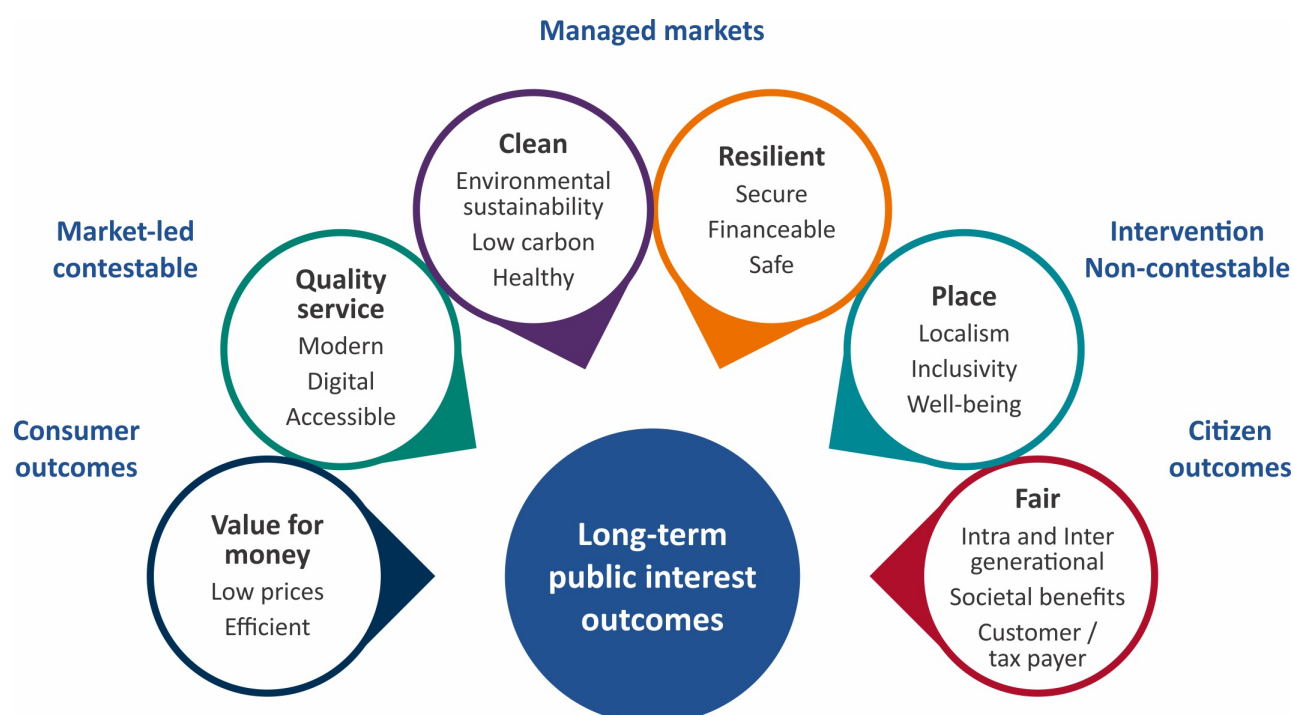 Managed markets
Clean
Environmental
sustainability
Low carbon
Healthy
Resilient
Secure
Financeable
Safe
Market-led
contestable
Intervention
Non-contestable
Quality
service
Modern
Digital
Accessible
Place
Localism
Inclusivity
Well-being
Consumer
outcomes
Citizen
outcomes
Value for
money
Low prices
Efficient
Long-term
public interest
outcomes
Fair
Intra and Inter
generational
Societal benefits
Customer /
tax payer